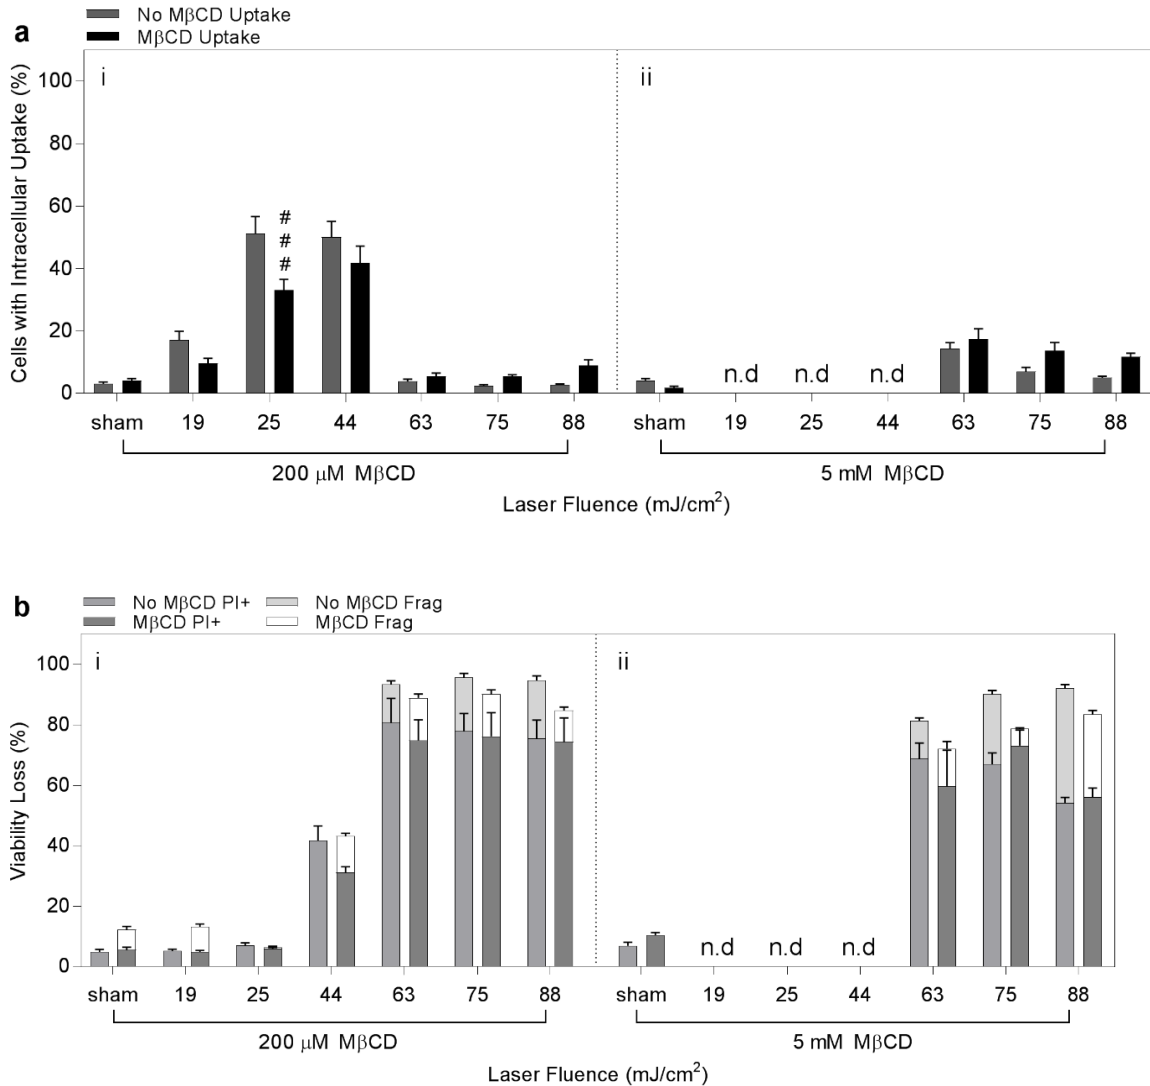 a
No MβCD Uptake
MβCD Uptake
i
ii
Cells with Intracellular Uptake (%)
100
80
60
40
20
0
#
#
#
n.d n.d n.d
sham 19 25 44 63 75 88 sham 19 25 44 63 75 88
200 μM MβCD 5 mM MβCD
Laser Fluence (mJ/cm²)
b
No MβCD PI+ No MβCD Frag
MβCD PI+ MβCD Frag
i
ii
Viability Loss (%)
100
80
60
40
20
0
n.d n.d n.d
sham 19 25 44 63 75 88 sham 19 25 44 63 75 88
200 μM MβCD 5 mM MβCD
Laser Fluence (mJ/cm²)